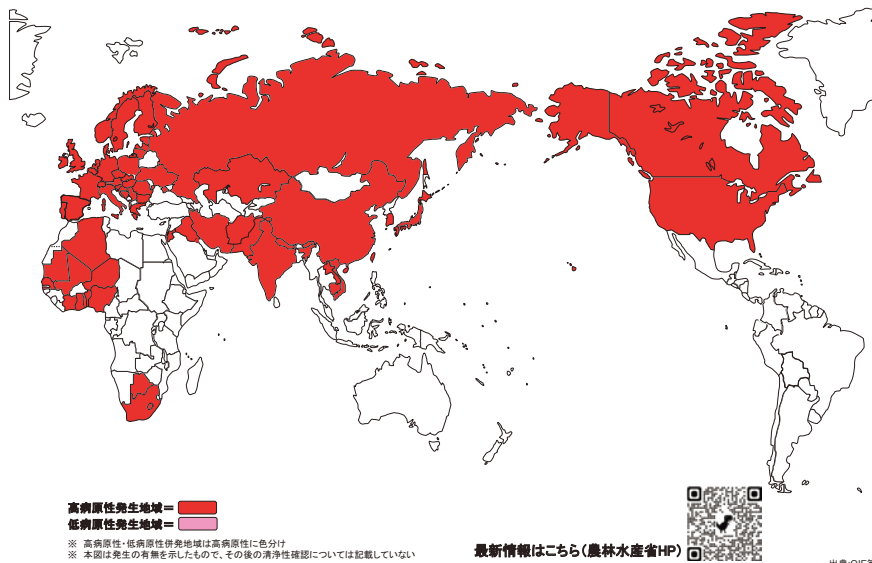 高病原性発生地域=
低病原性発生地域=
※ 高病原性・低病原性併発地域は高病原性に色分け
※ 本図は発生の有無を示したもので、その後の清浄性確認については記載していない
最新情報はこちら(農林水産省HP)